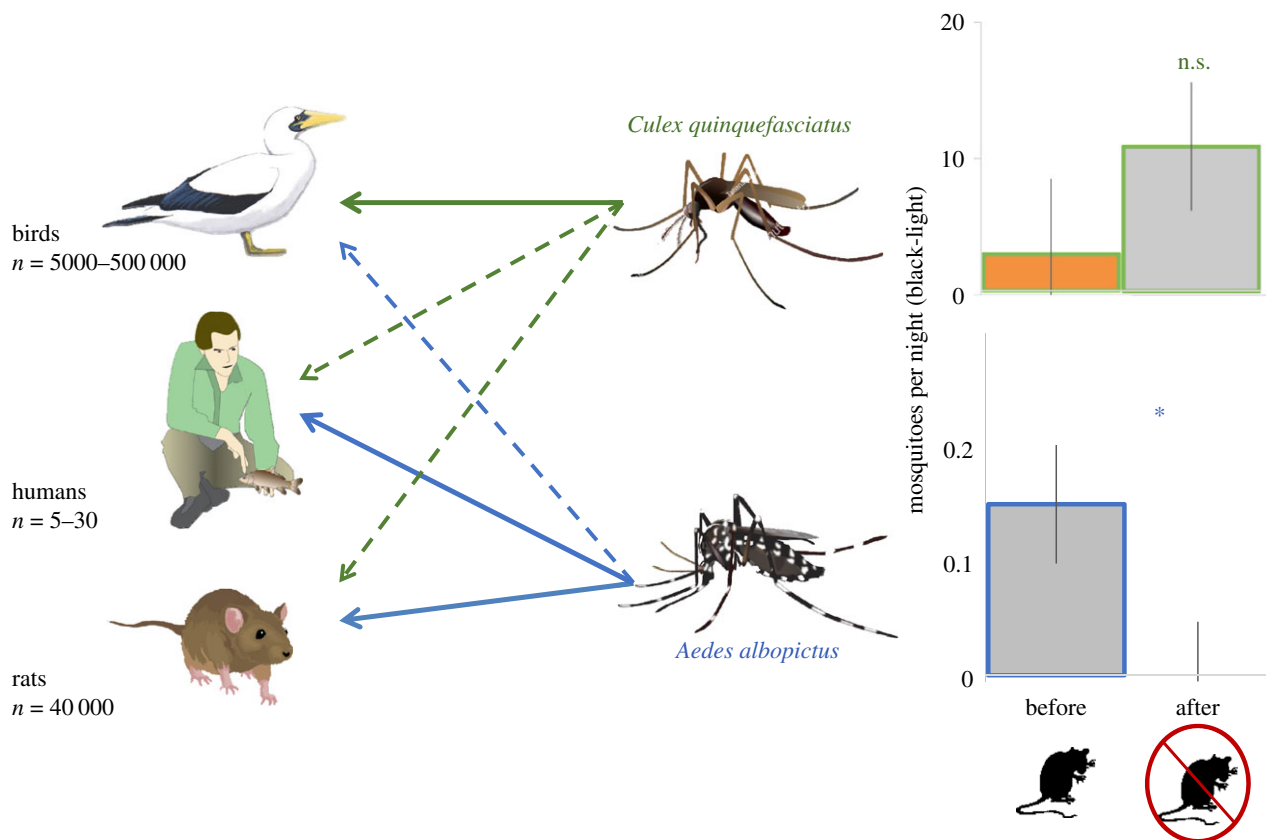 birds
n = 5000–500 000
humans
n = 5–30
rats
n = 40 000
Culex quinquefasciatus
Aedes albopictus
mosquitoes per night (black-light)
20
10
0
n.s.
0.2
0.1
0
*
before
after